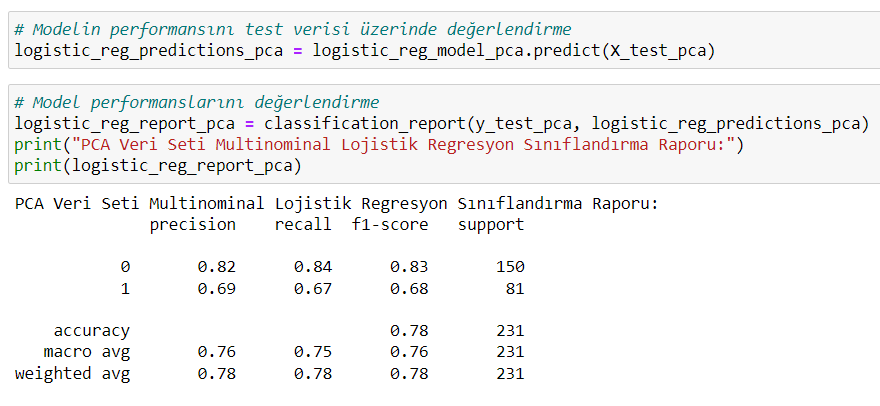 # Modelin performansını test verisi üzerinde değerlendirme
logistic_reg_predictions_pca = logistic_reg_model_pca.predict(X_test_pca)
# Model performanslarını değerlendirme
logistic_reg_report_pca = classification_report(y_test_pca, logistic_reg_predictions_pca)
print("PCA Veri Seti Multinominal Lojistik Regresyon Sınıflandırma Raporu:")
print(logistic_reg_report_pca)
PCA Veri Seti Multinominal Lojistik Regresyon Sınıflandırma Raporu:
precision recall f1-score support
0 0.82 0.84 0.83 150
1 0.69 0.67 0.68 81
accuracy 0.78 231
macro avg 0.76 0.75 0.76 231
weighted avg 0.78 0.78 0.78 231